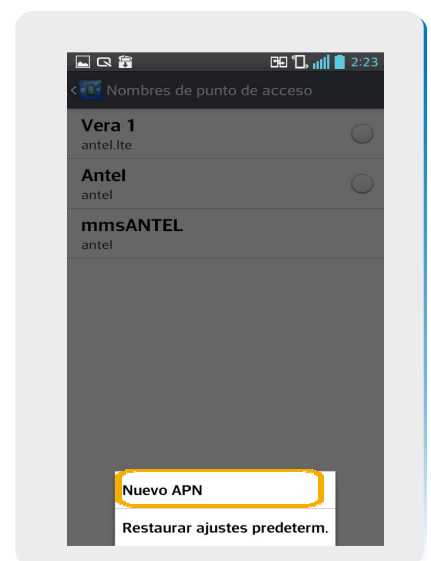 2:23
Nombres de punto de acceso
Vera 1
antel.lte
Antel
antel
mmsANTEL
antel
Nuevo APN
Restaurar ajustes predeterm.